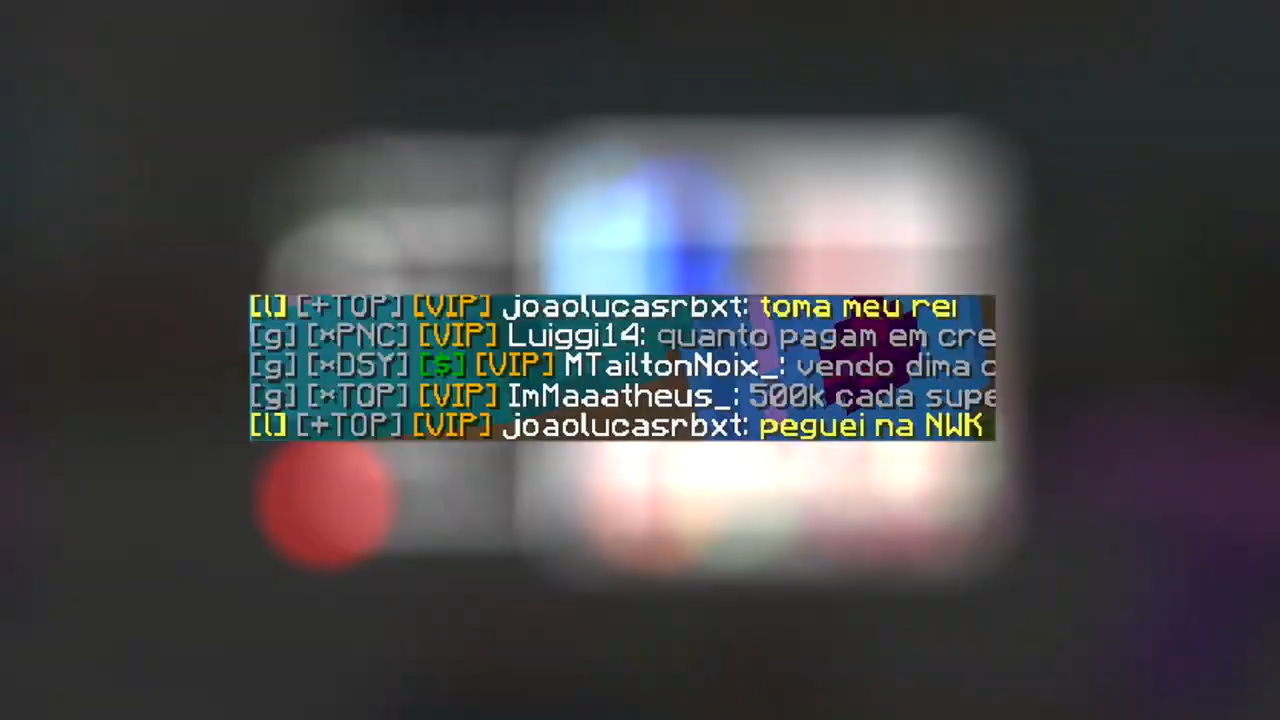 [l] [+TOP] [VIP] joaolucasrbxt: toma meu rei
[g] [×PNC] [VIP] Luiggi14: quanto pagam em cre
[g] [×DSY] [$] [VIP] MTailtonNoix_: vendo dima
[g] [×TOP] [VIP] ImMaaatheus_: 500k cada supe
[l] [+TOP] [VIP] joaolucasrbxt: peguei na NWK